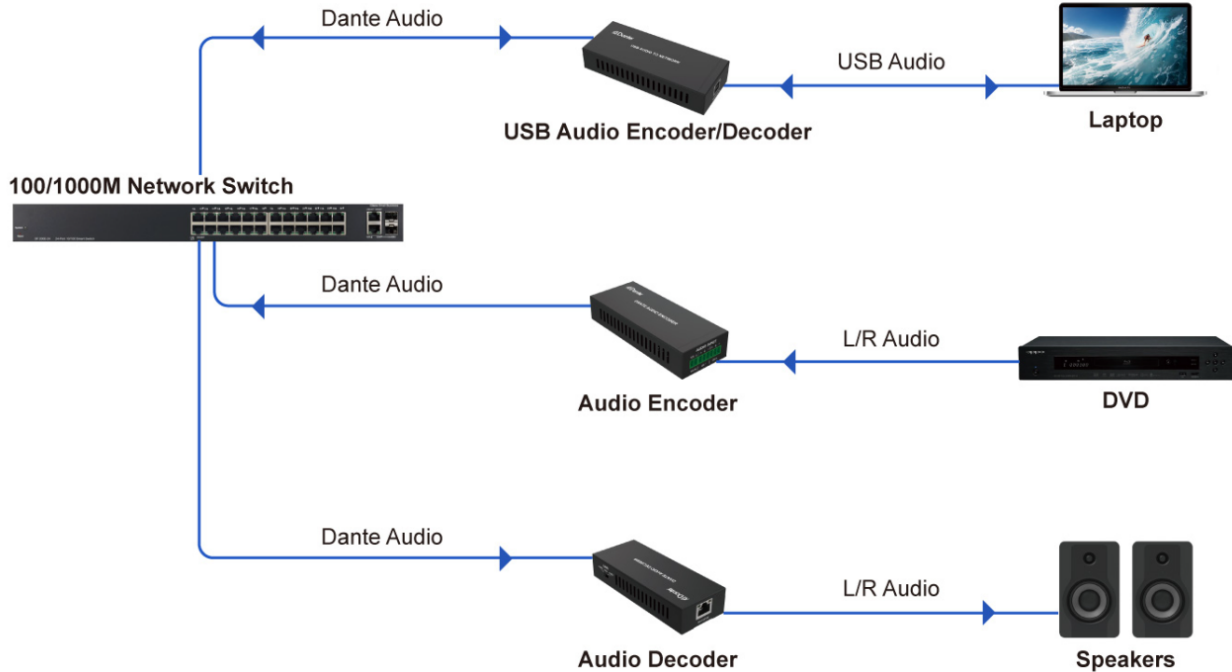 Dante Audio
USB Audio
USB Audio Encoder/Decoder
Laptop
100/1000M Network Switch
Dante Audio
L/R Audio
Audio Encoder
DVD
Dante Audio
L/R Audio
Audio Decoder
Speakers